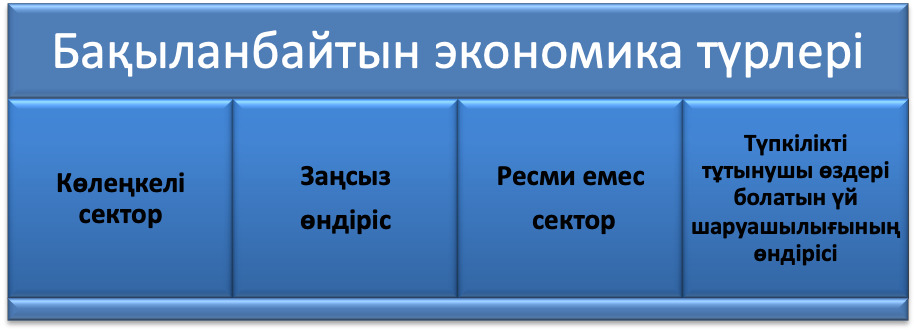 Бақыланбайтын экономика түрлері
Көлеңкелі
сектор
Заңсыз
өндіріс
Ресми емес
сектор
Түпкілікті
тұтынушы өздері
болатын үй
шаруашылығының
өндірісі